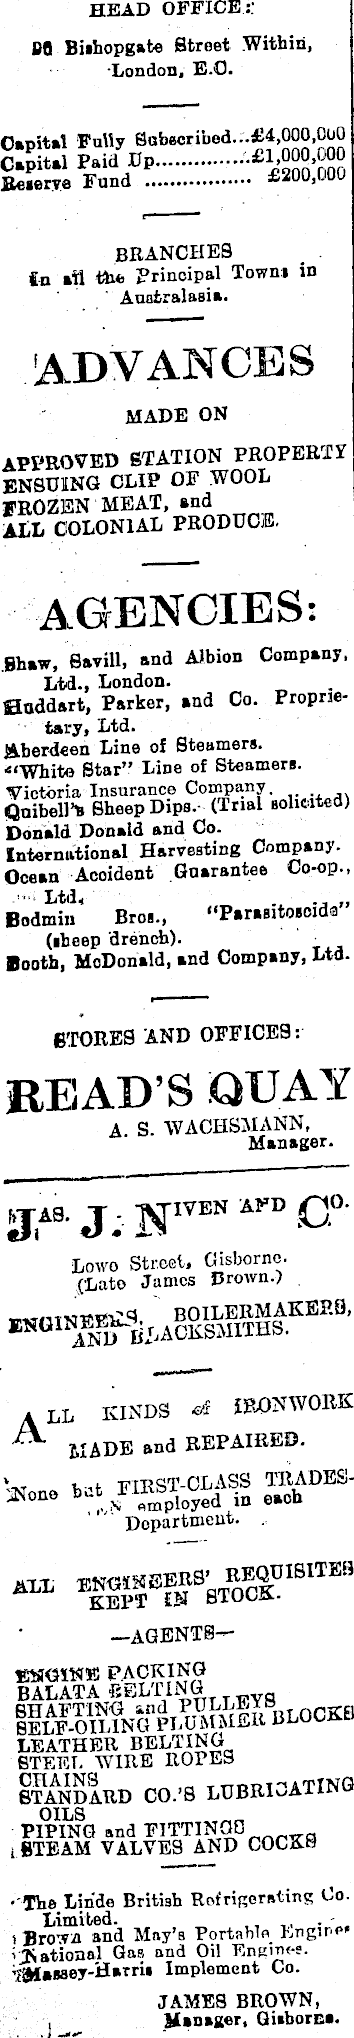 HEAD OFFICE:
Bishopgate Street Within,
London, E.C.
Capital Fully Subscribed...£4,000,000
Capital Paid Up..............£1,000,000
Reserve Fund ................ £200,000
BRANCHES
In all the Principal Towns in
Australasia.
ADVANCES
MADE ON
APPROVED STATION PROPERTY
ENSUING CLIP OF WOOL
FROZEN MEAT, and
ALL COLONIAL PRODUCE.
AGENCIES:
Shaw, Savill, and Albion Company,
Ltd., London.
Huddart, Parker, and Co. Proprie-
tary, Ltd.
Aberdeen Line of Steamers.
"White Star" Line of Steamers.
Victoria Insurance Company.
Quibell's Sheep Dips. (Trial solicited)
Donald Donald and Co.
International Harvesting Company.
Ocean Accident Guarantee Co-op.,
Ltd.
Bodmin Bros., "Parasitoscide"
(sheep drench).
Booth, McDonald, and Company, Ltd.
STORES AND OFFICES:
READ'S QUAY
A. S. WACHSMANN,
Manager.
JAS. J. NIVEN AND CO.
Lowe Street, Gisborne.
(Late James Brown.)
ENGINEERS, BOILERMAKERS,
AND BLACKSMITHS.
ALL KINDS of IRONWORK
MADE and REPAIRED.
None but FIRST-CLASS TRADES-
employed in each
Department.
ALL ENGINEERS' REQUISITES
KEPT IN STOCK.
—AGENTS—
ENGINE PACKING
BALATA BELTING
SHAFTING and PULLEYS
SELF-OILING PLUMMER BLOCKS
LEATHER BELTING
STEEL WIRE ROPES
CHAINS
STANDARD CO.'S LUBRICATING
OILS
PIPING and FITTINGS
STEAM VALVES AND COCKS
The Linde British Refrigerating Co.
Limited.
Brown and May's Portable Engines
National Gas and Oil Engines.
Massey-Harris Implement Co.
JAMES BROWN,
Manager, Gisborne.